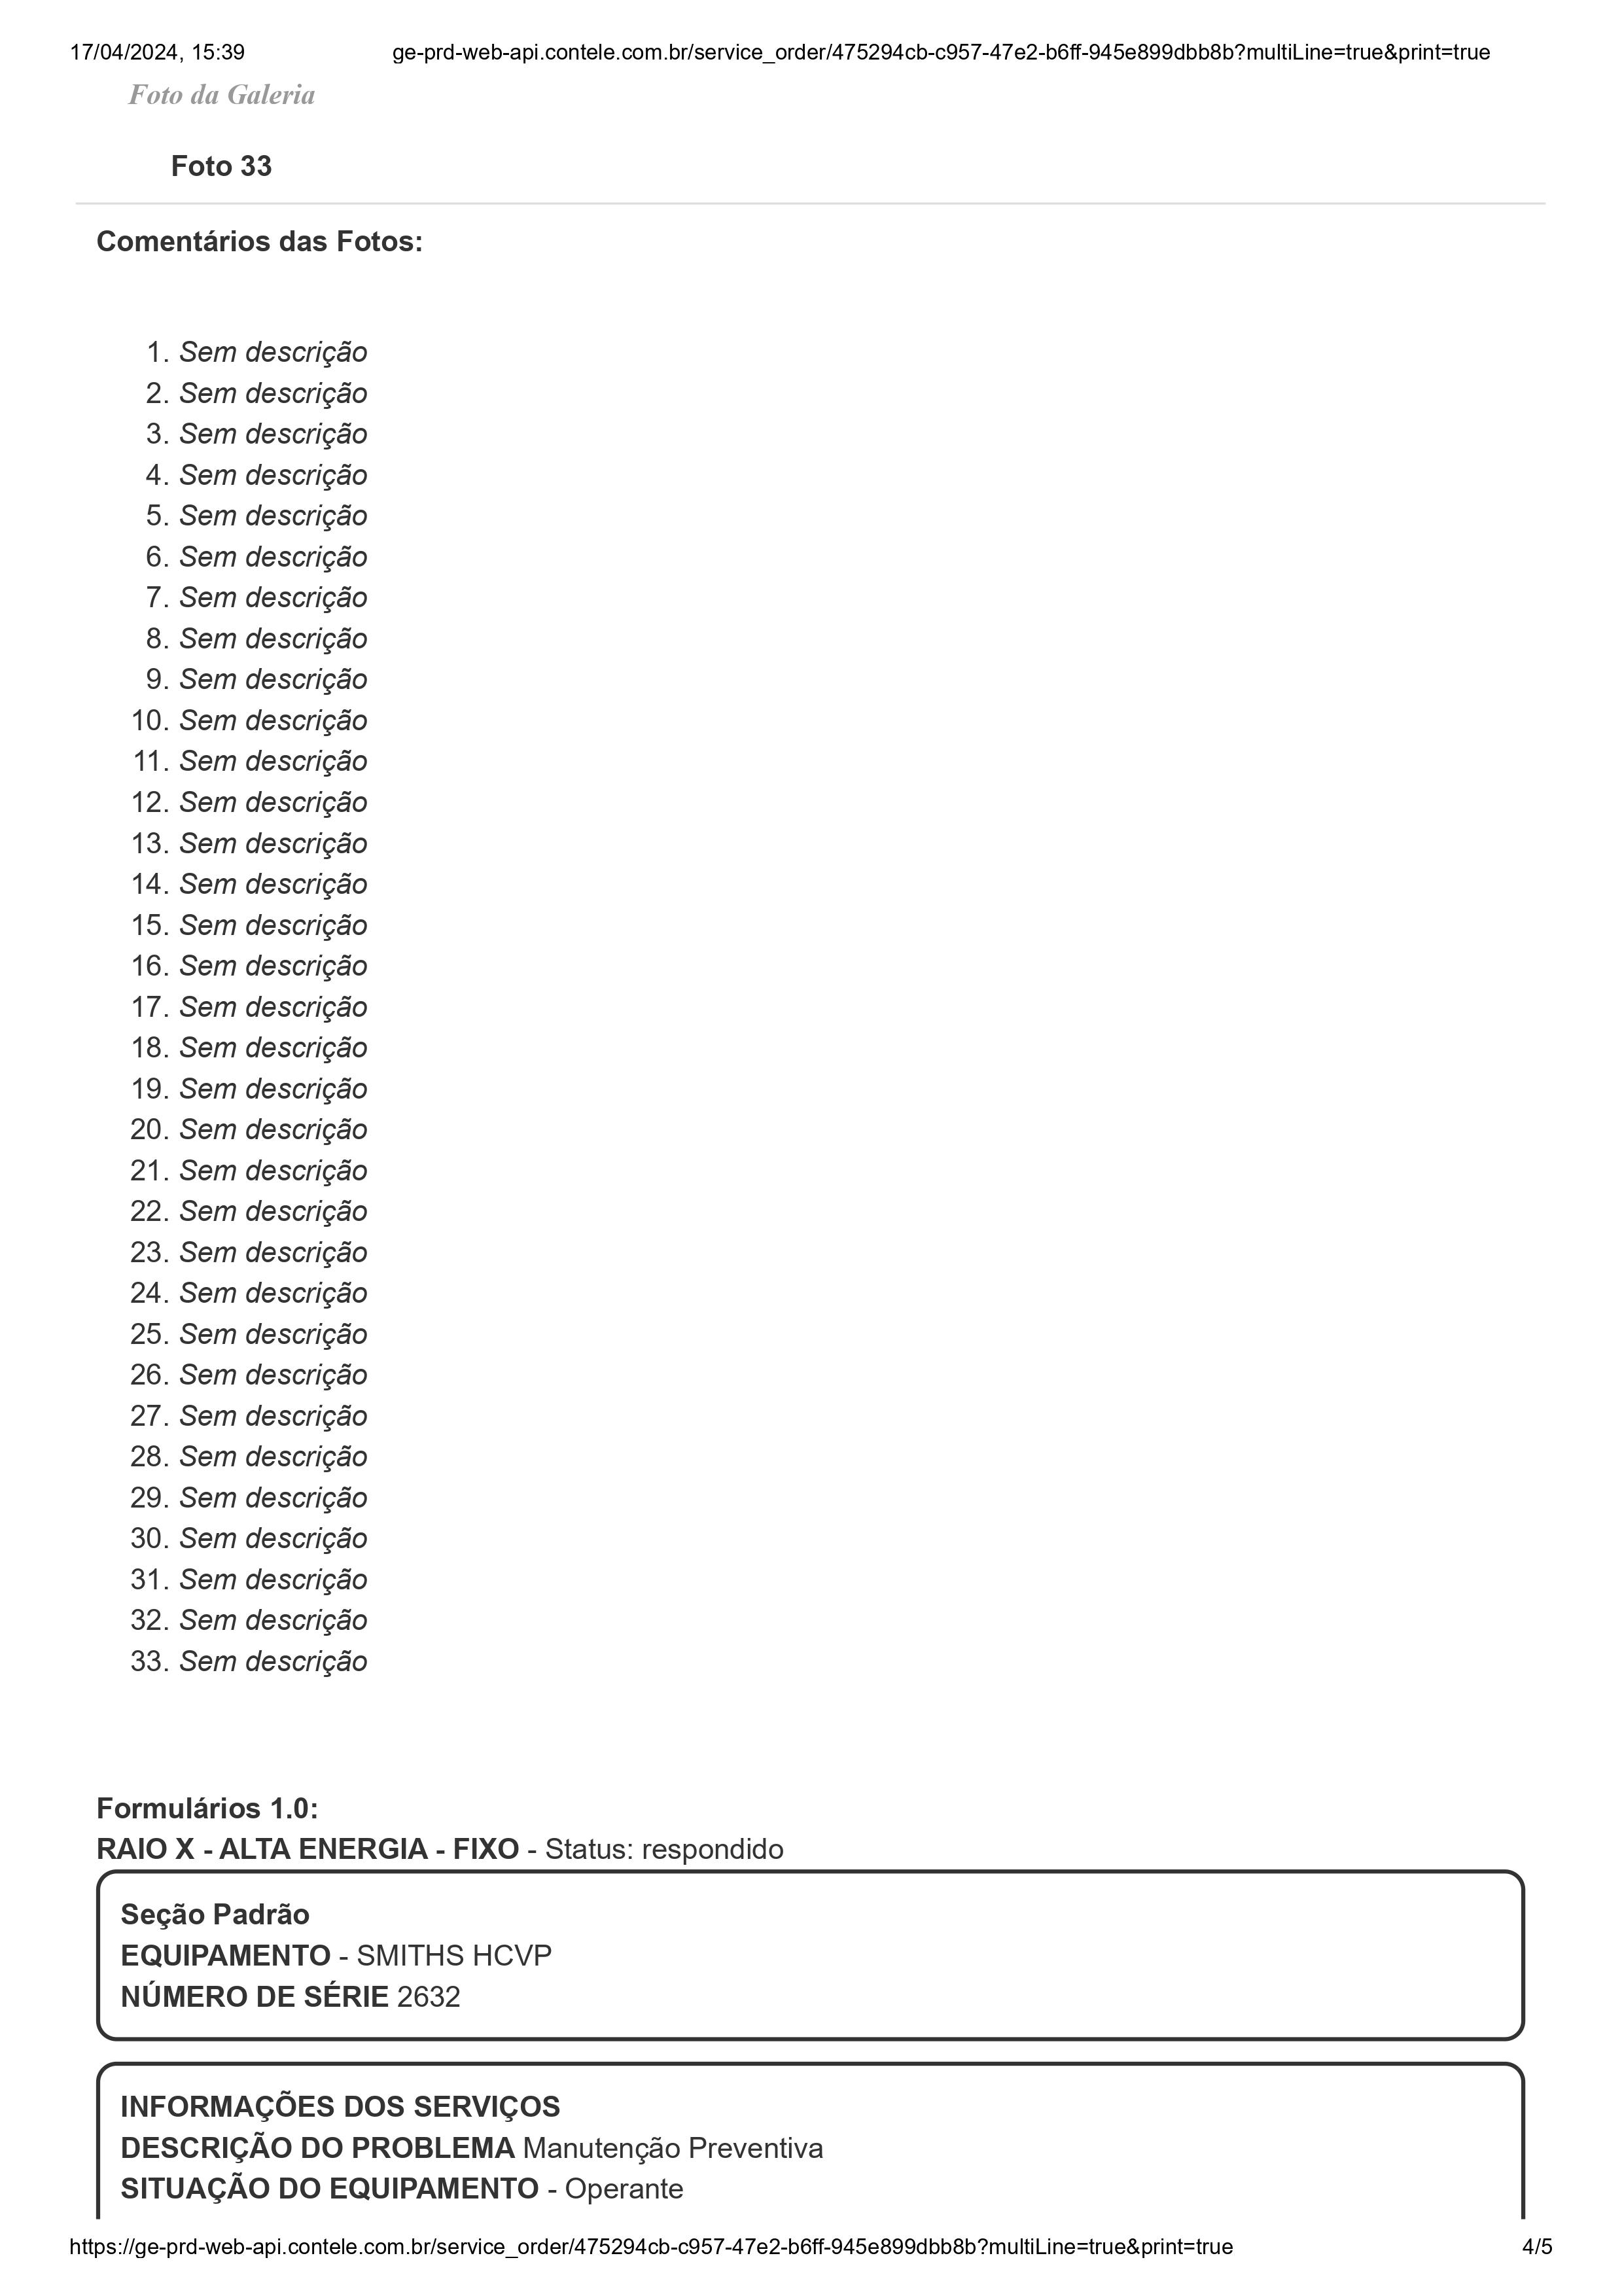 17/04/2024, 15:39 ge-prd-web-api.contele.com.br/service_order/475294cb-c957-47e2-b6ff-945e899dbb8b?multiLine=true&print=true
Foto da Galeria
Foto 33
Comentários das Fotos:
1. Sem descrição
2. Sem descrição
3. Sem descrição
4. Sem descrição
5. Sem descrição
6. Sem descrição
7. Sem descrição
8. Sem descrição
9. Sem descrição
10. Sem descrição
11. Sem descrição
12. Sem descrição
13. Sem descrição
14. Sem descrição
15. Sem descrição
16. Sem descrição
17. Sem descrição
18. Sem descrição
19. Sem descrição
20. Sem descrição
21. Sem descrição
22. Sem descrição
23. Sem descrição
24. Sem descrição
25. Sem descrição
26. Sem descrição
27. Sem descrição
28. Sem descrição
29. Sem descrição
30. Sem descrição
31. Sem descrição
32. Sem descrição
33. Sem descrição
Formulários 1.0:
RAIO X - ALTA ENERGIA - FIXO - Status: respondido
Seção Padrão
EQUIPAMENTO - SMITHS HCVP
NÚMERO DE SÉRIE 2632
INFORMAÇÕES DOS SERVIÇOS
DESCRIÇÃO DO PROBLEMA Manutenção Preventiva
SITUAÇÃO DO EQUIPAMENTO - Operante
https://ge-prd-web-api.contele.com.br/service_order/475294cb-c957-47e2-b6ff-945e899dbb8b?multiLine=true&print=true 4/5